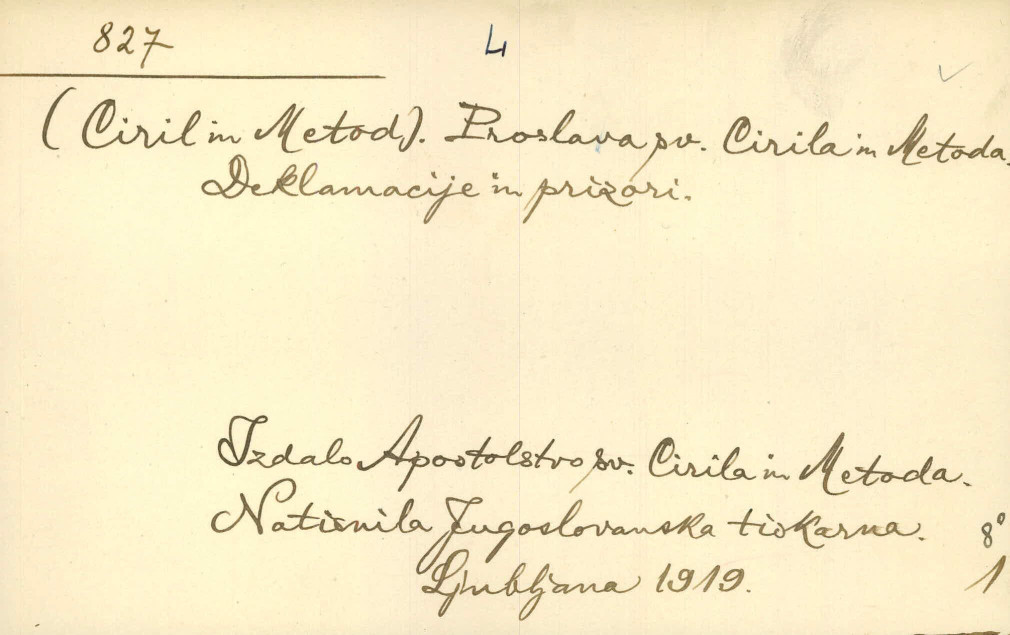 827 4
(Ciril in Metod). Proslava sv. Cirila in Metoda.
Deklamacije in prizori.
Izdalo Apostolstvo sv. Cirila in Metoda.
Natisnila Jugoslovanska tiskarna. 8°
Ljubljana 1919. 1